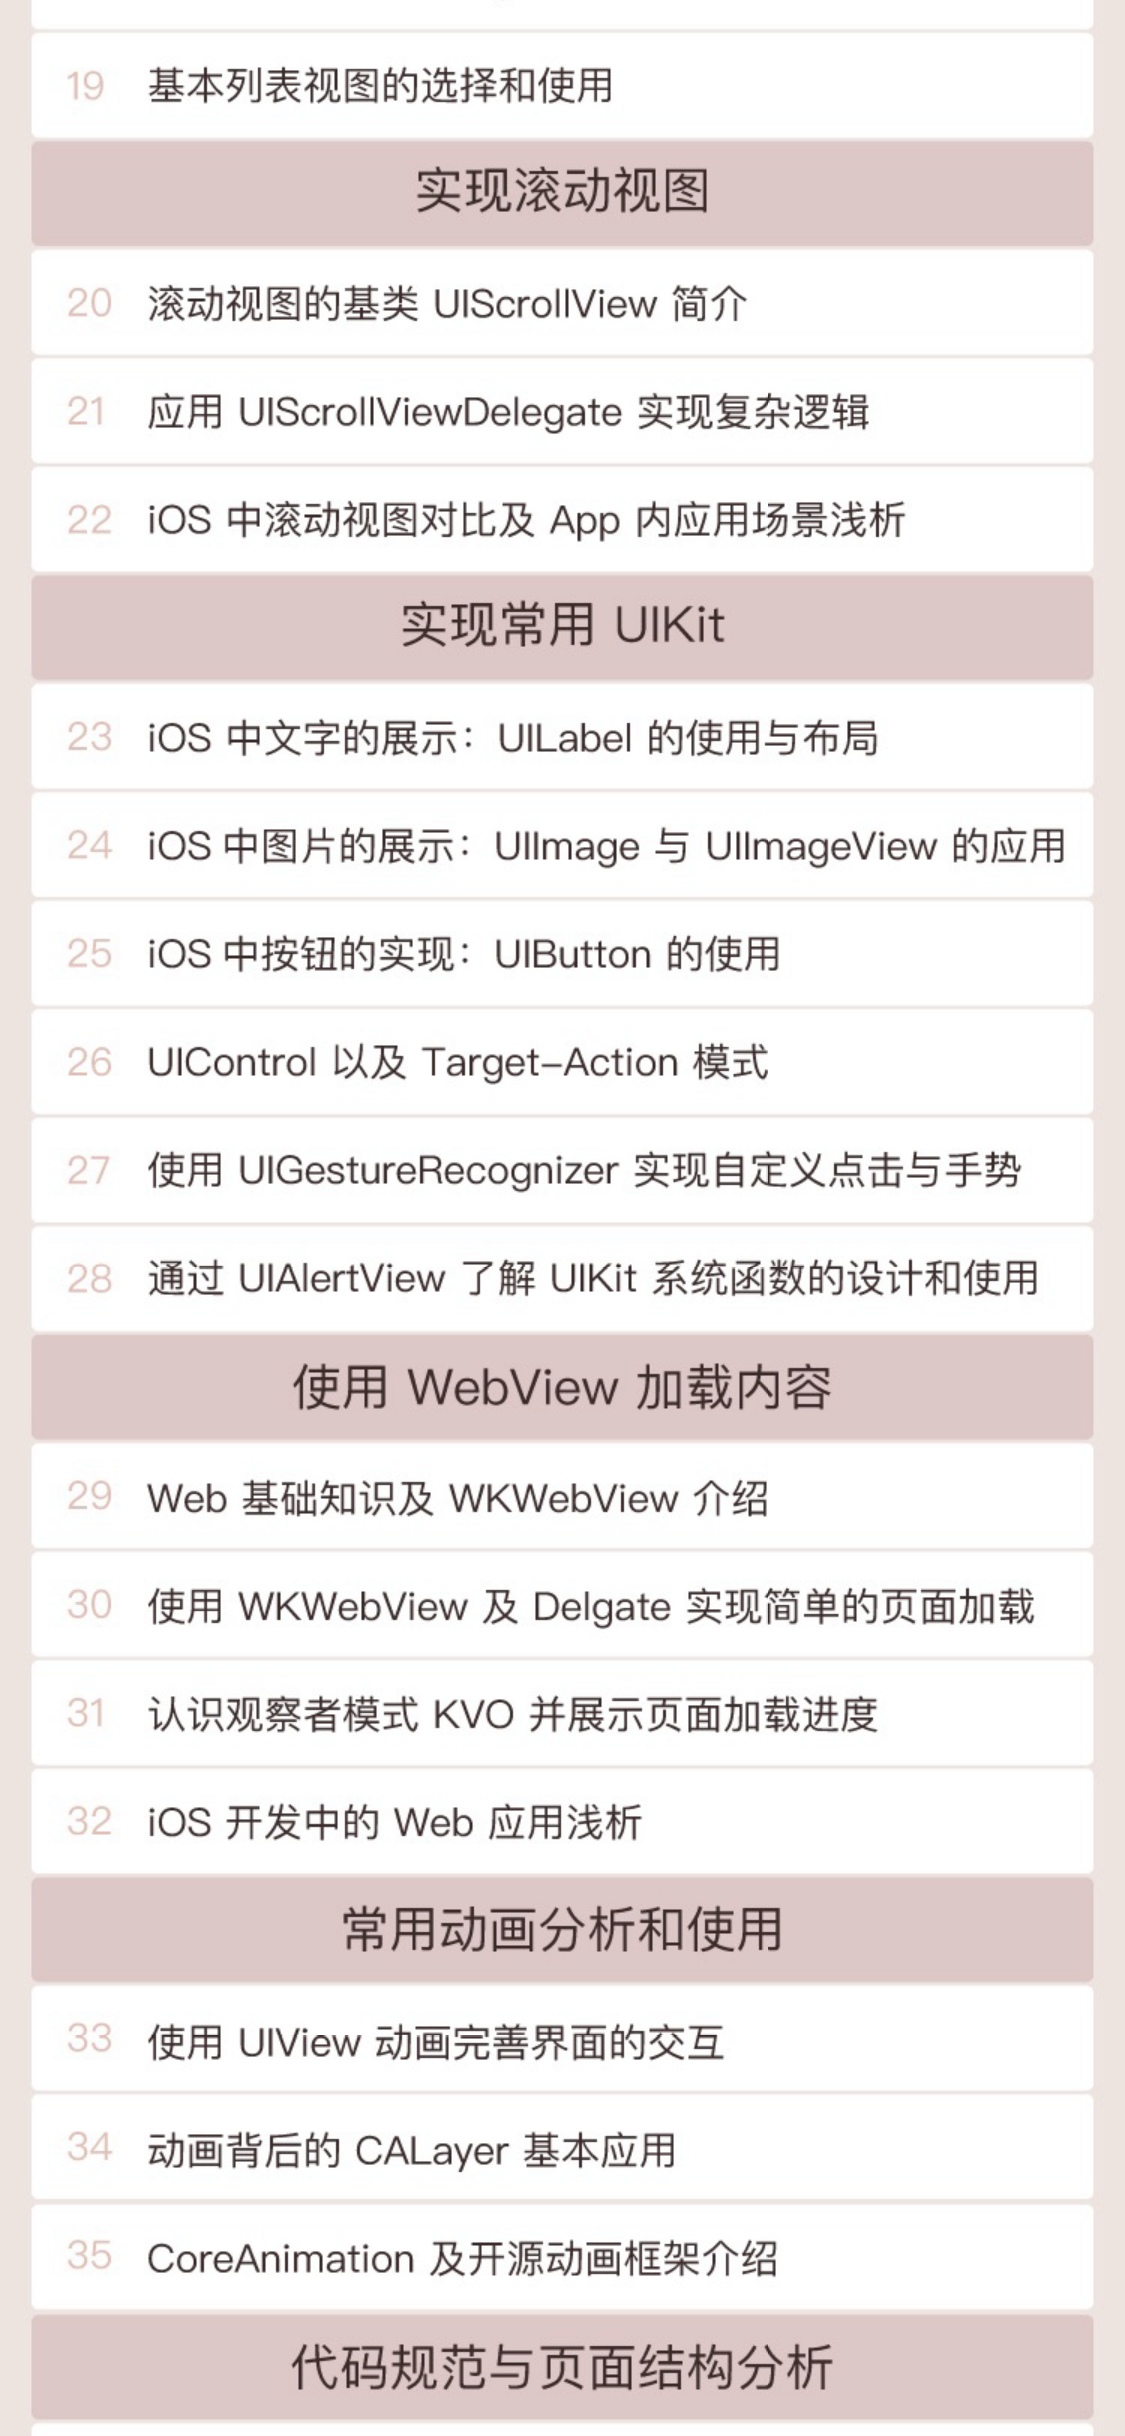 19 基本列表视图的选择和使用
实现滚动视图
20 滚动视图的基类 UIScrollView 简介
21 应用 UIScrollViewDelegate 实现复杂逻辑
22 iOS 中滚动视图对比及 App 内应用场景浅析
实现常用 UIKit
23 iOS 中文字的展示：UILabel 的使用与布局
24 iOS 中图片的展示：UIImage 与 UIImageView 的应用
25 iOS 中按钮的实现：UIButton 的使用
26 UIControl 以及 Target–Action 模式
27 使用 UIGestureRecognizer 实现自定义点击与手势
28 通过 UIAlertView 了解 UIKit 系统函数的设计和使用
使用 WebView 加载内容
29 Web 基础知识及 WKWebView 介绍
30 使用 WKWebView 及 Delgate 实现简单的页面加载
31 认识观察者模式 KVO 并展示页面加载进度
32 iOS 开发中的 Web 应用浅析
常用动画分析和使用
33 使用 UIView 动画完善界面的交互
34 动画背后的 CALayer 基本应用
35 CoreAnimation 及开源动画框架介绍
代码规范与页面结构分析